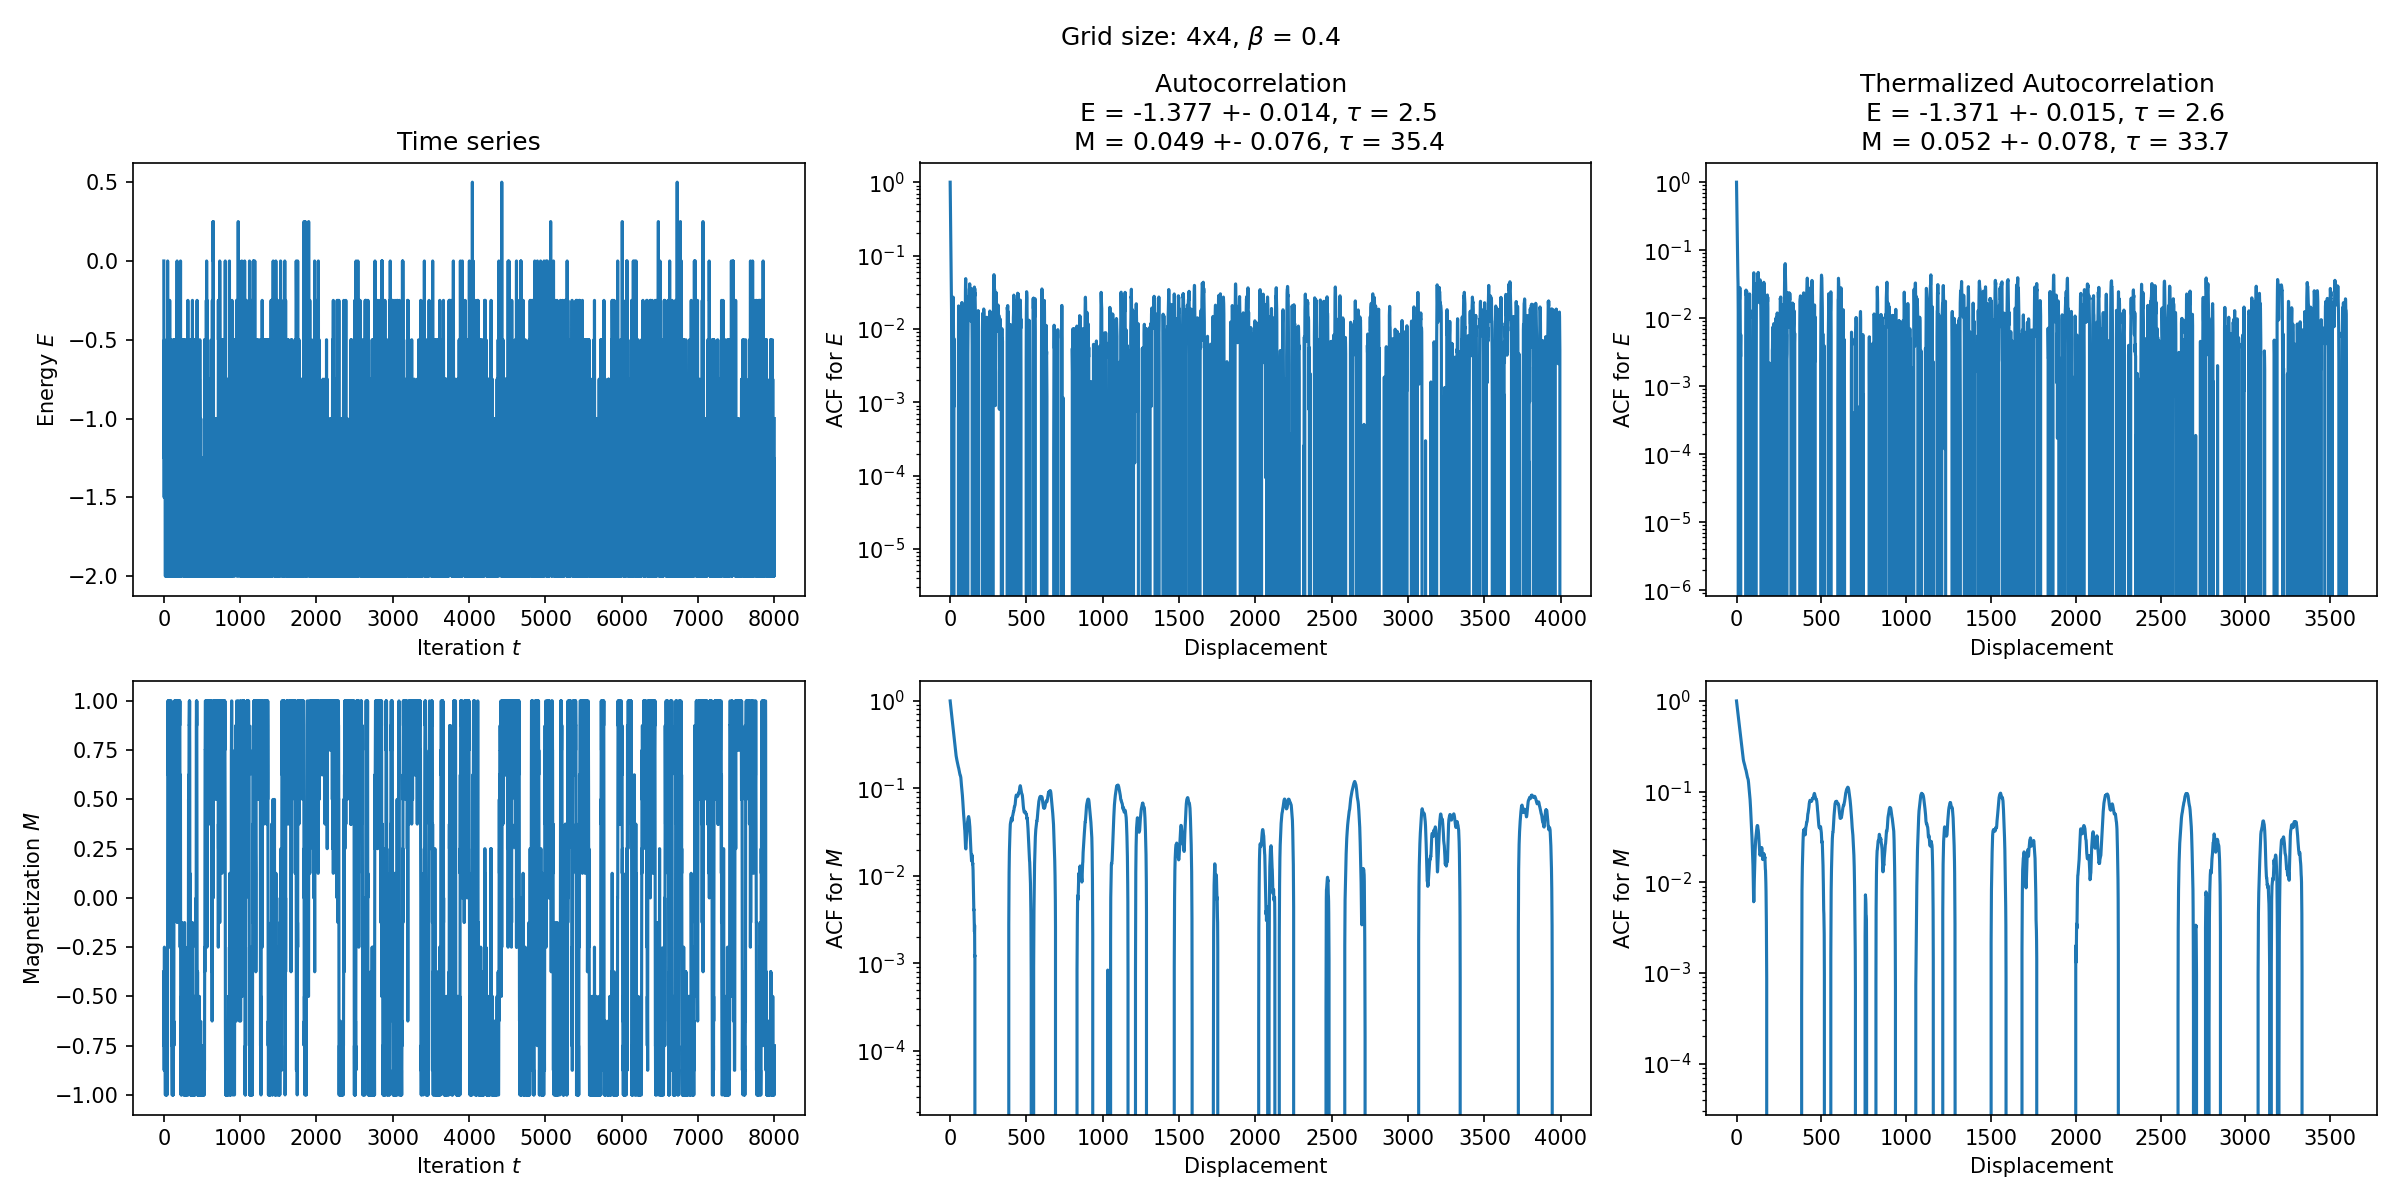 Grid size: 4x4, β = 0.4
Time series
0.5
0.0
−0.5
−1.0
−1.5
−2.0
Energy E
0 1000 2000 3000 4000 5000 6000 7000 8000
Iteration t
Autocorrelation
E = -1.377 +- 0.014, τ = 2.5
M = 0.049 +- 0.076, τ = 35.4
10⁰
10⁻¹
10⁻²
10⁻³
10⁻⁴
10⁻⁵
ACF for E
0 500 1000 1500 2000 2500 3000 3500 4000
Displacement
Thermalized Autocorrelation
E = -1.371 +- 0.015, τ = 2.6
M = 0.052 +- 0.078, τ = 33.7
10⁰
10⁻¹
10⁻²
10⁻³
10⁻⁴
10⁻⁵
10⁻⁶
ACF for E
0 500 1000 1500 2000 2500 3000 3500
Displacement
1.00
0.75
0.50
0.25
0.00
−0.25
−0.50
−0.75
−1.00
Magnetization M
0 1000 2000 3000 4000 5000 6000 7000 8000
Iteration t
10⁰
10⁻¹
10⁻²
10⁻³
10⁻⁴
ACF for M
0 500 1000 1500 2000 2500 3000 3500 4000
Displacement
10⁰
10⁻¹
10⁻²
10⁻³
10⁻⁴
ACF for M
0 500 1000 1500 2000 2500 3000 3500
Displacement